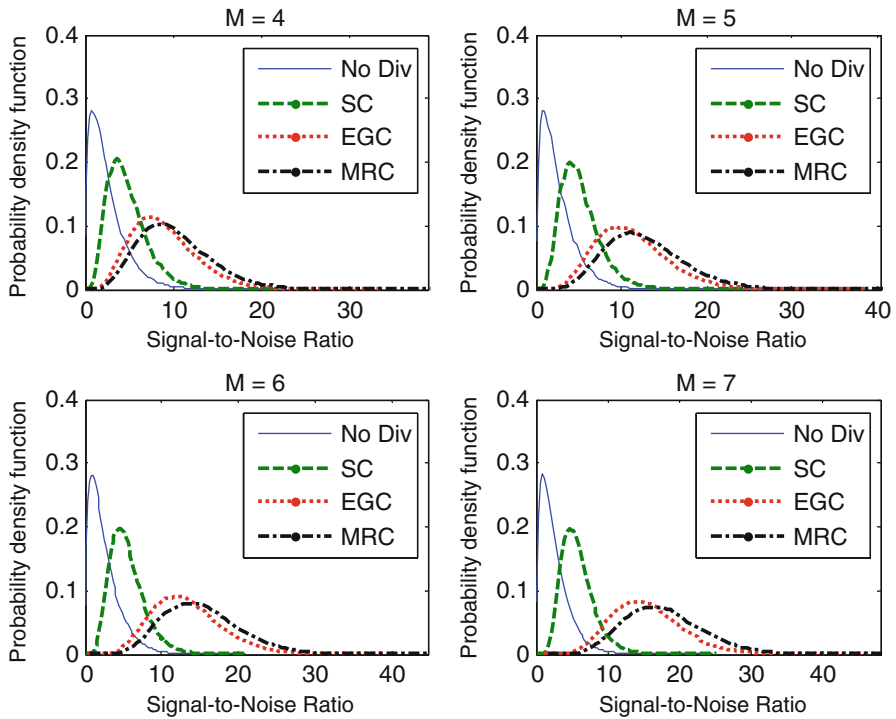 M = 4
0.4
0.3
0.2
0.1
0
Probability density function
No Div
SC
EGC
MRC
0 10 20 30
Signal-to-Noise Ratio
M = 5
0.4
0.3
0.2
0.1
0
Probability density function
No Div
SC
EGC
MRC
0 10 20 30 40
Signal-to-Noise Ratio
M = 6
0.4
0.3
0.2
0.1
0
Probability density function
No Div
SC
EGC
MRC
0 10 20 30 40
Signal-to-Noise Ratio
M = 7
0.4
0.3
0.2
0.1
0
Probability density function
No Div
SC
EGC
MRC
0 10 20 30 40
Signal-to-Noise Ratio